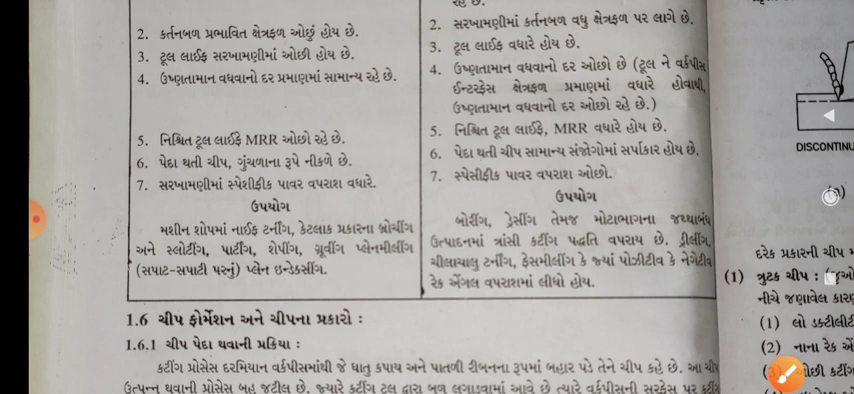 2. કર્તનબળ પ્રભાવિત ક્ષેત્રફળ ઓછું હોય છે.
3. ટૂલ લાઈફ સરખામણીમાં ઓછી હોય છે.
4. ઉષ્ણતામાન વધવાનો દર પ્રમાણમાં સામાન્ય રહે છે.
5. નિશ્ચિત ટૂલ લાઈફે MRR ઓછો રહે છે.
6. પેદા થતી ચીપ, ગુંચળાના રૂપે નીકળે છે.
7. સરખામણીમાં સ્પેશીફીક પાવર વપરાશ વધારે.
ઉપયોગ
મશીન શોપમાં નાઈફ ટર્નીંગ, કેટલાક પ્રકારના બ્રોચીંગ
અને સ્લોટીંગ, પાર્ટીંગ, શેપીંગ, ગ્રૂવીંગ પ્લેનમીલીંગ
(સપાટ-સપાટી પરનું) પ્લેન ઇન્ડેક્સીંગ.
2. સરખામણીમાં કર્તનબળ વધુ ક્ષેત્રફળ પર લાગે છે.
3. ટૂલ લાઈફ વધારે હોય છે.
4. ઉષ્ણતામાન વધવાનો દર ઓછો છે (ટૂલ ને વર્કપીસ
ઈન્ટરફેસ ક્ષેત્રફળ પ્રમાણમાં વધારે હોવાથી,
ઉષ્ણતામાન વધવાનો દર ઓછો રહે છે.)
5. નિશ્ચિત ટૂલ લાઈફે, MRR વધારે હોય છે.
6. પેદા થતી ચીપ સામાન્ય સંજોગોમાં સર્પાકાર હોય છે.
7. સ્પેસીફીક પાવર વપરાશ ઓછો.
ઉપયોગ
બોરીંગ, ડ્રેસીંગ તેમજ મોટાભાગના જથ્થાબંધ
ઉત્પાદનમાં ત્રાંસી કટીંગ પદ્ધતિ વપરાય છે. ડ્રીલીંગ,
ચીલાચાલુ ટર્નીંગ, ફેસમીલીંગ કે જ્યાં પોઝીટીવ કે નેગેટીવ
રેક એંગલ વપરાશમાં લીધો હોય.
1.6 ચીપ ફોર્મેશન અને ચીપના પ્રકારો :
1.6.1 ચીપ પેદા થવાની પ્રક્રિયા :
કટીંગ પ્રોસેસ દરમિયાન વર્કપીસમાંથી જે ધાતુ કપાય અને પાતળી રીબનના રૂપમાં બહાર પડે તેને ચીપ કહે છે. આ ચીપ
ઉત્પન્ન થવાની પ્રોસેસ બહુ જટીલ છે. જ્યારે કટીંગ ટૂલ દ્વારા બળ લગાડવામાં આવે છે ત્યારે વર્કપીસની સરફેસ પર કટીંગ
DISCONTINU
દરેક પ્રકારની ચીપ
(1) ત્રુટક ચીપ :
નીચે જણાવેલ કાર
(1) લો ડક્ટીલીટ
(2) નાના રેક એં
ઓછી કટીંગ